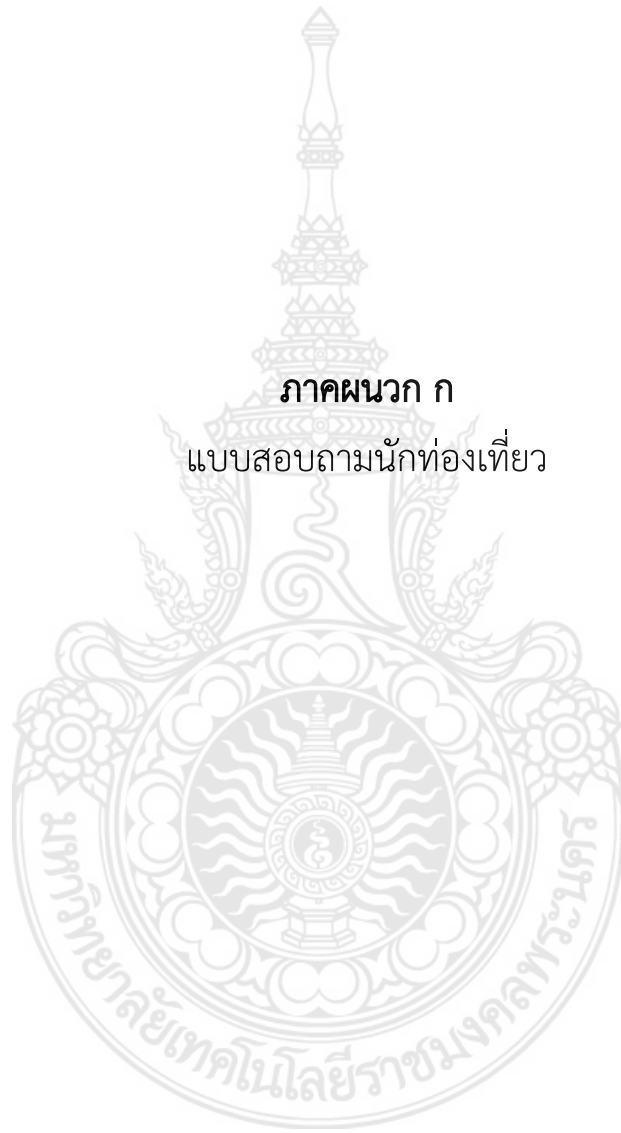 ภาคผนวก ก
แบบสอบถามนักท่องเที่ยว
มหาวิทยาลัยเทคโนโลยีราชมงคลพระนคร